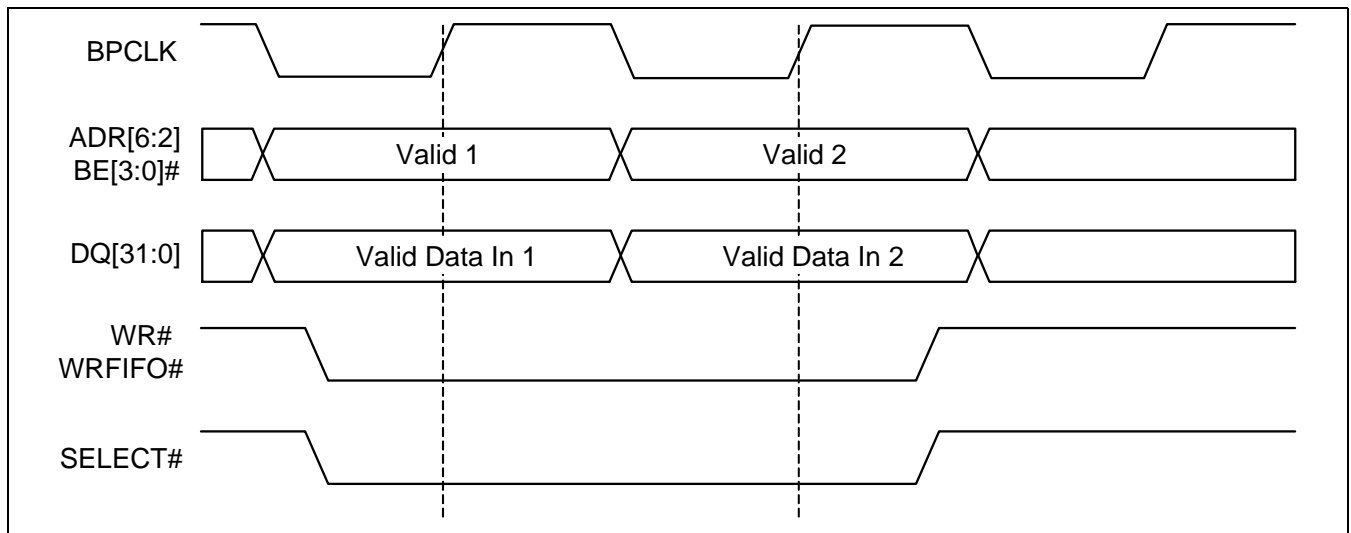 BPCLK
ADR[6:2]
BE[3:0]#
Valid 1
Valid 2
DQ[31:0]
Valid Data In 1
Valid Data In 2
WR#
WRFIFO#
SELECT#